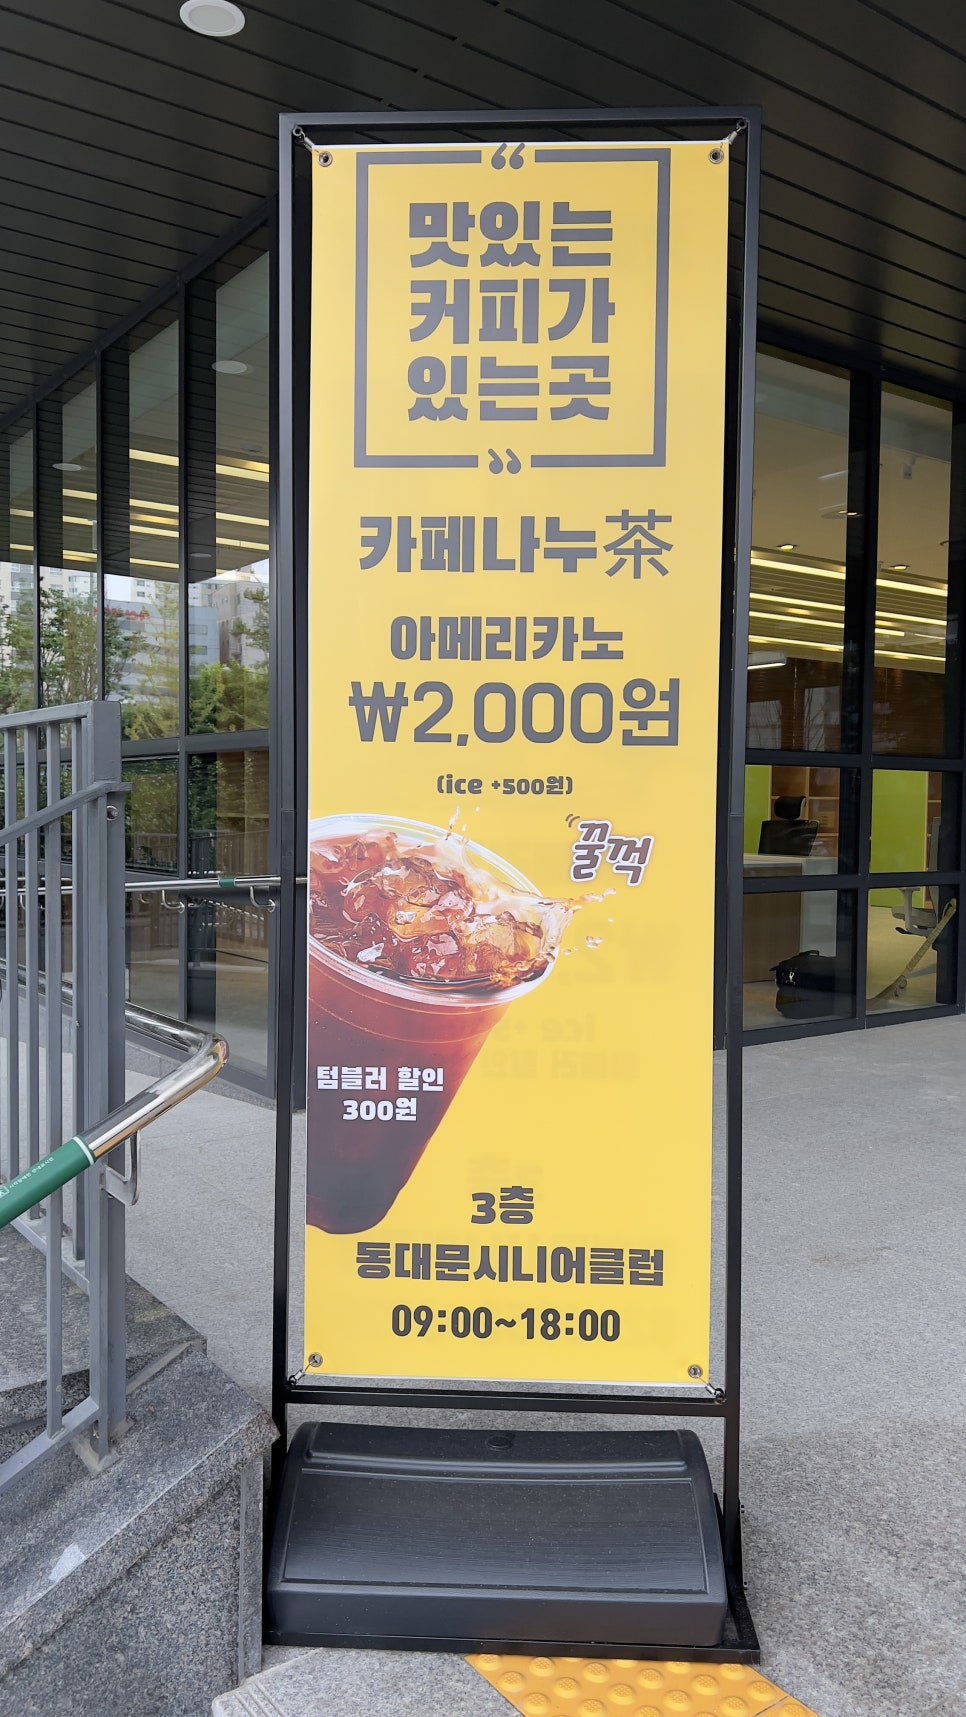 “
맛있는
커피가
있는곳
”
카페나누茶
아메리카노
₩2,000원
(ice +500원)
꿀꺽
텀블러 할인
300원
3층
동대문시니어클럽
09:00~18:00